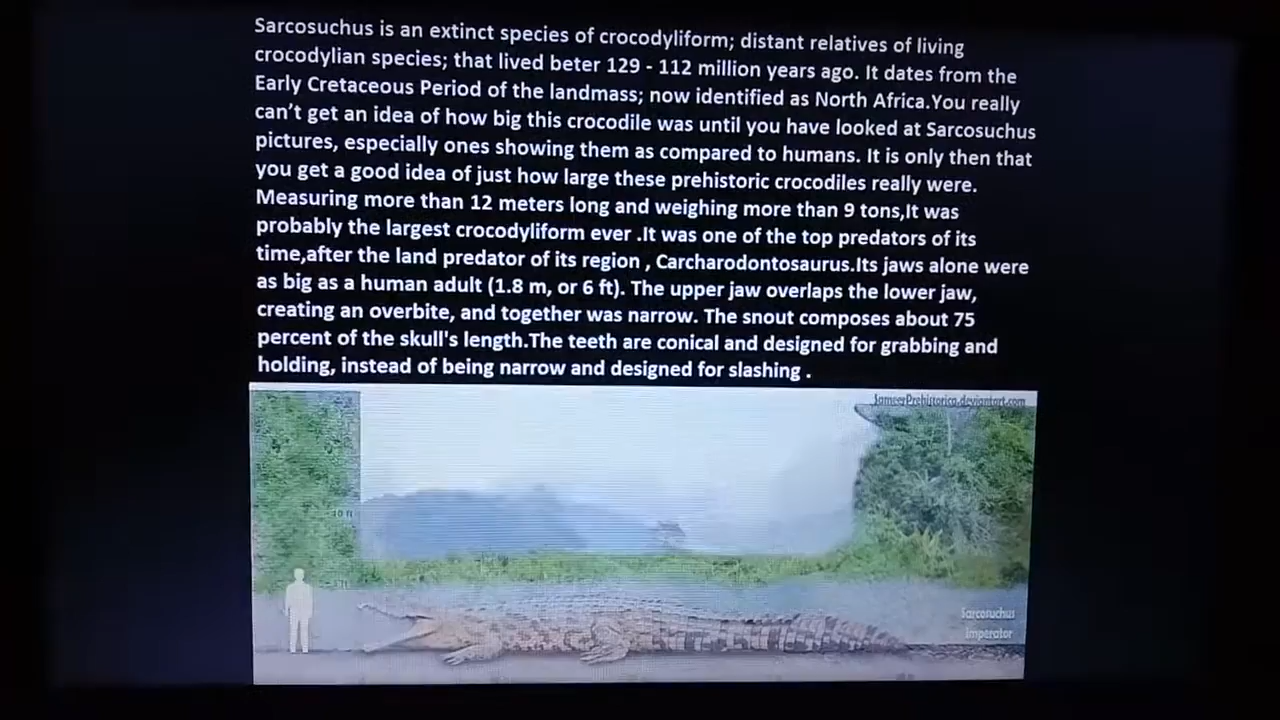 Sarcosuchus is an extinct species of crocodyliform; distant relatives of living
crocodylian species; that lived beter 129 - 112 million years ago. It dates from the
Early Cretaceous Period of the landmass; now identified as North Africa.You really
can't get an idea of how big this crocodile was until you have looked at Sarcosuchus
pictures, especially ones showing them as compared to humans. It is only then that
you get a good idea of just how large these prehistoric crocodiles really were.
Measuring more than 12 meters long and weighing more than 9 tons,It was
probably the largest crocodyliform ever .It was one of the top predators of its
time,after the land predator of its region , Carcharodontosaurus.Its jaws alone were
as big as a human adult (1.8 m, or 6 ft). The upper jaw overlaps the lower jaw,
creating an overbite, and together was narrow. The snout composes about 75
percent of the skull's length.The teeth are conical and designed for grabbing and
holding, instead of being narrow and designed for slashing .
SameerPrehistorica.deviantart.com
10 ft
Sarcosuchus
imperator